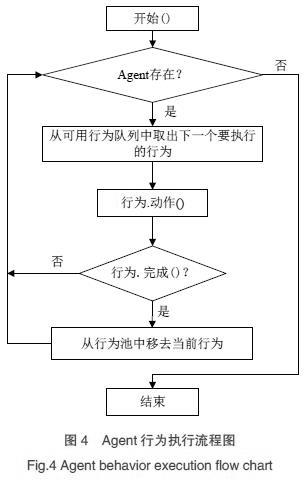 开始()
Agent存在？
否
是
从可用行为队列中取出下一个要执行
的行为
行为.动作()
否
行为.完成()？
是
从行为池中移去当前行为
结束
图 4 Agent 行为执行流程图
Fig.4 Agent behavior execution flow chart